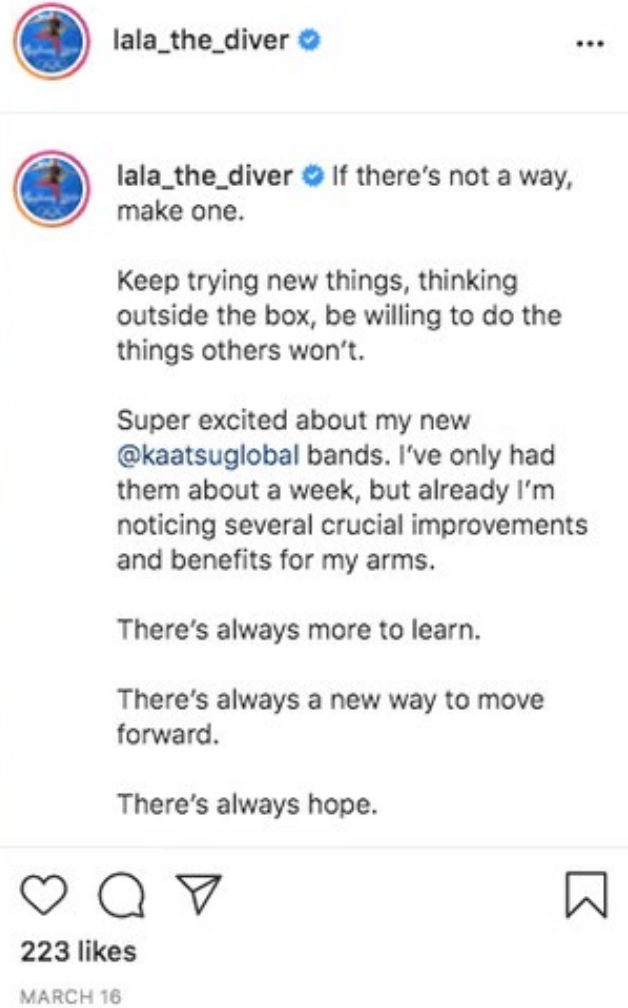 lala_the_diver
lala_the_diver If there's not a way,
make one.
Keep trying new things, thinking
outside the box, be willing to do the
things others won't.
Super excited about my new
@kaatsuglobal bands. I've only had
them about a week, but already I'm
noticing several crucial improvements
and benefits for my arms.
There's always more to learn.
There's always a new way to move
forward.
There's always hope.
223 likes
MARCH 16